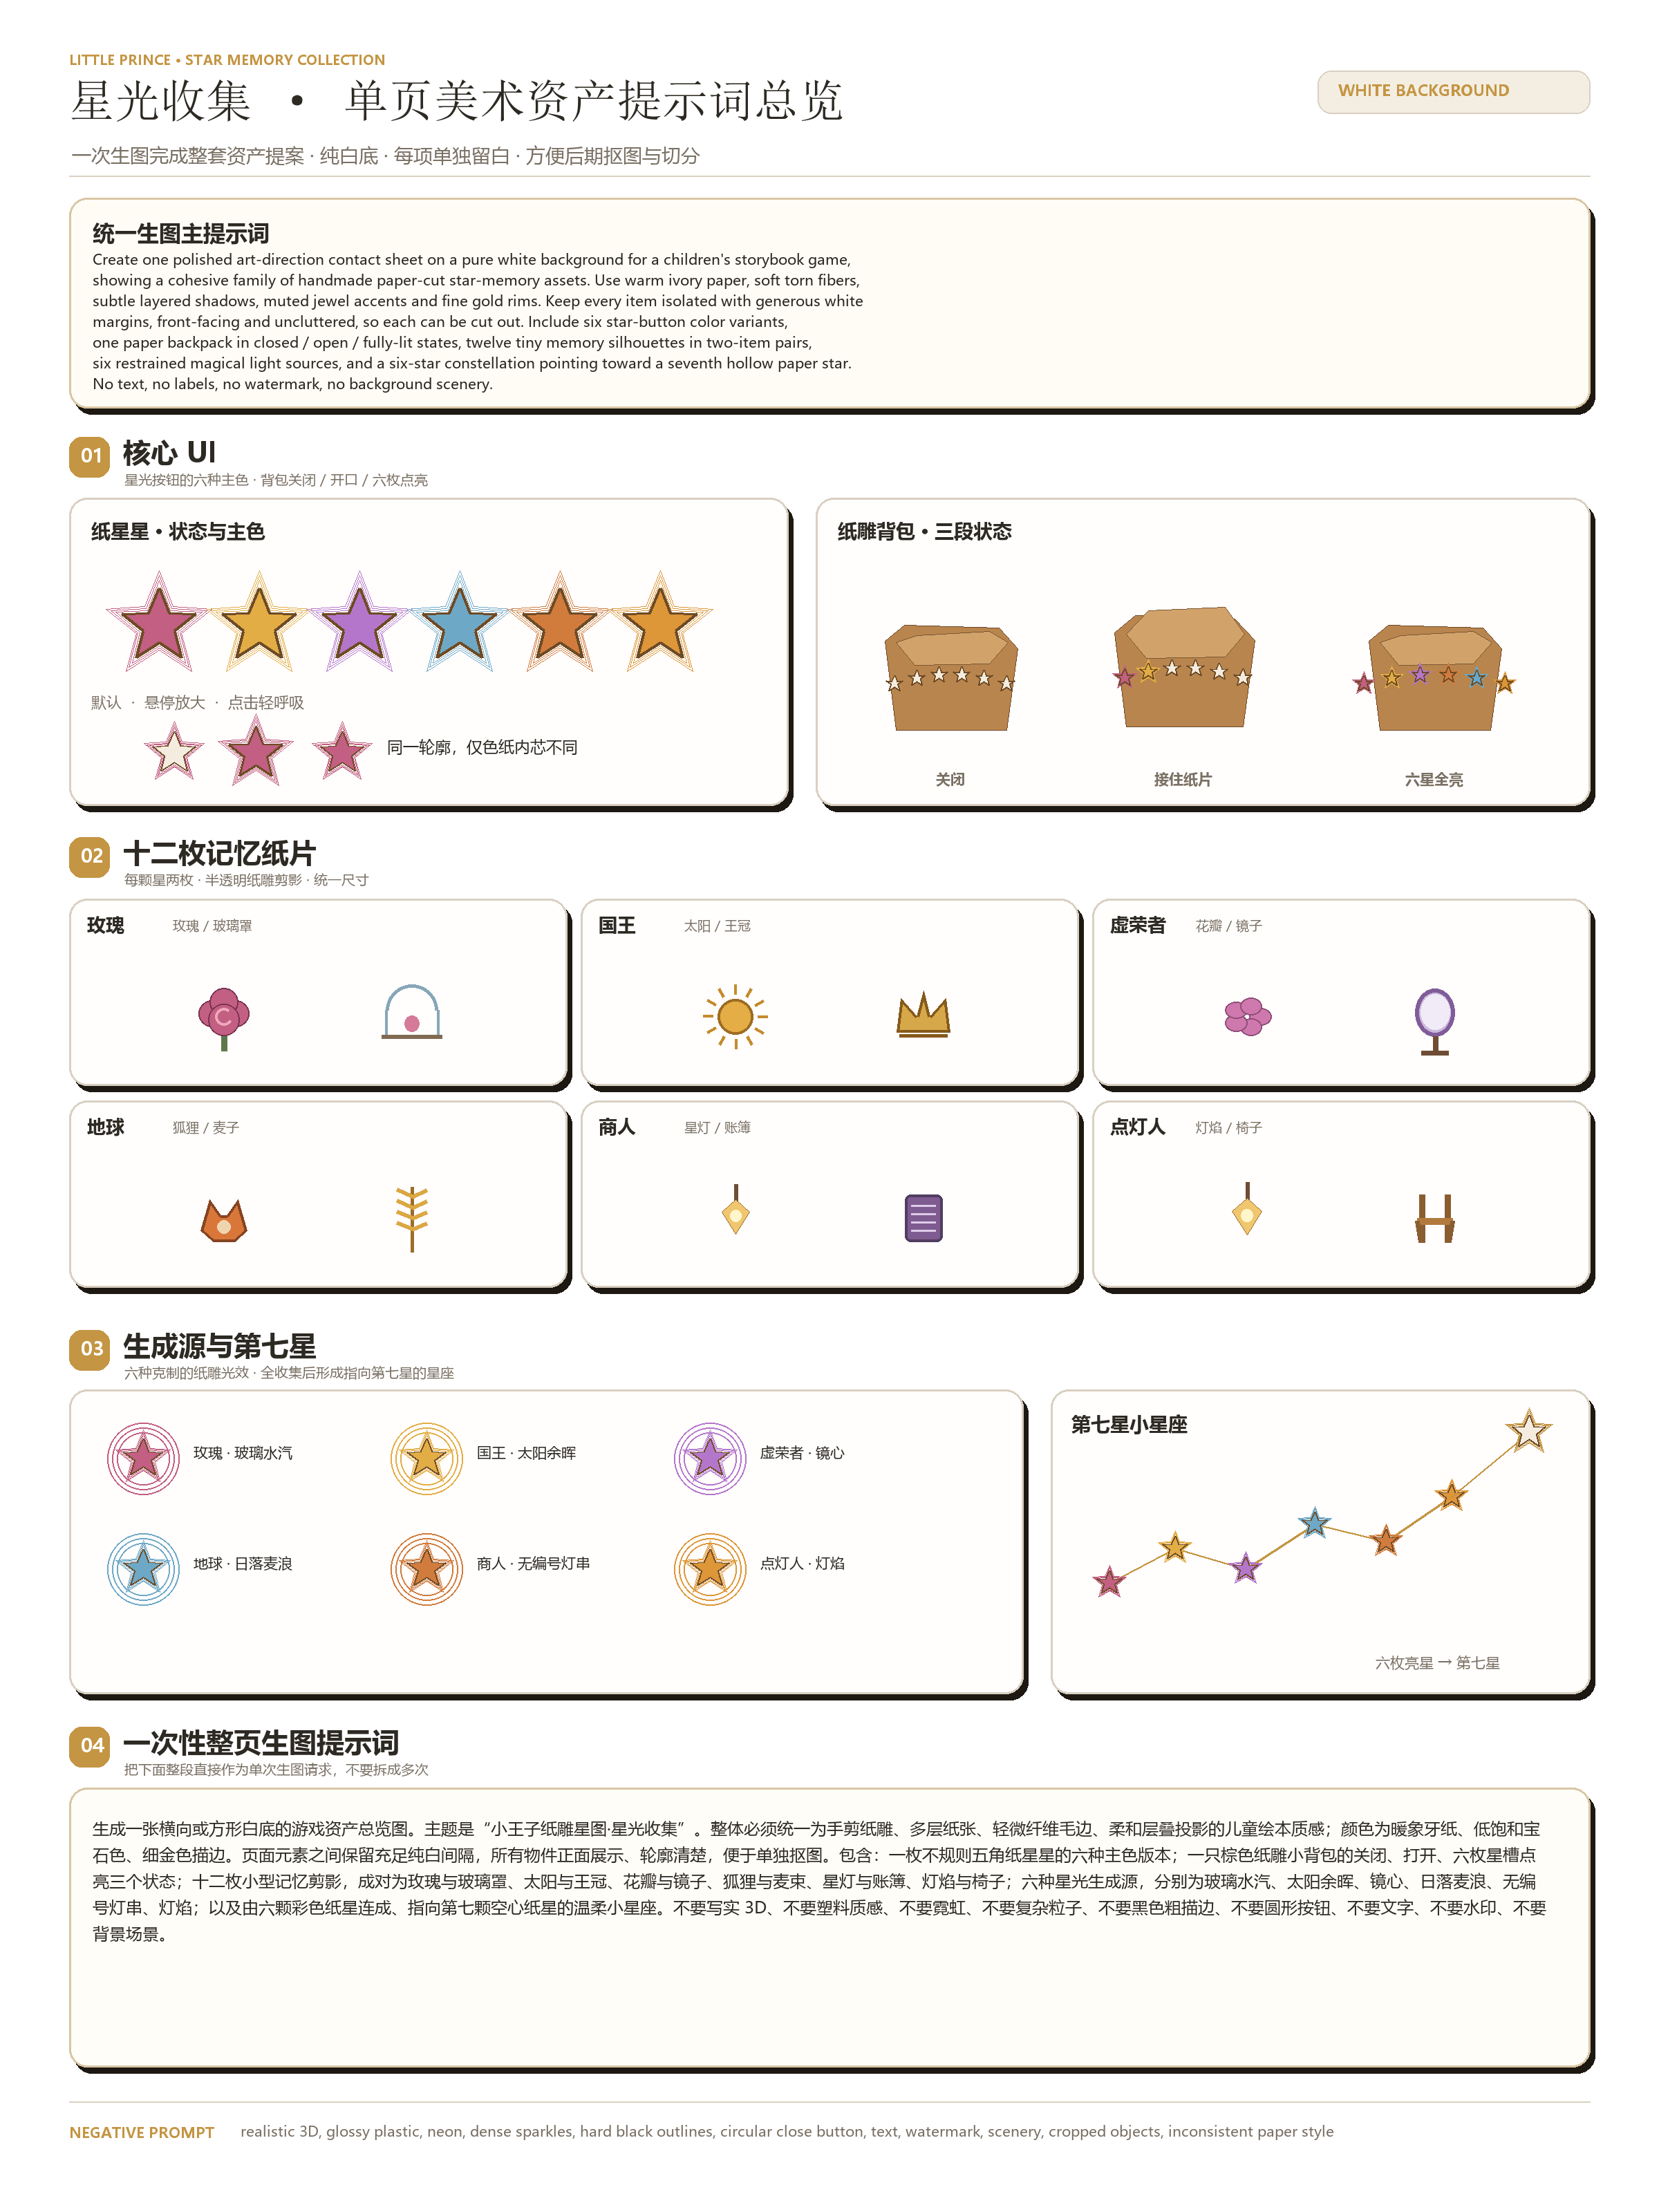 LITTLE PRINCE • STAR MEMORY COLLECTION
星光收集 • 单页美术资产提示词总览
WHITE BACKGROUND
一次生图完成整套资产提案 · 纯白底 · 每项单独留白 · 方便后期抠图与切分
统一生图主提示词
Create one polished art-direction contact sheet on a pure white background for a children's storybook game,
showing a cohesive family of handmade paper-cut star-memory assets. Use warm ivory paper, soft torn fibers,
subtle layered shadows, muted jewel accents and fine gold rims. Keep every item isolated with generous white
margins, front-facing and uncluttered, so each can be cut out. Include six star-button color variants,
one paper backpack in closed / open / fully-lit states, twelve tiny memory silhouettes in two-item pairs,
six restrained magical light sources, and a six-star constellation pointing toward a seventh hollow paper star.
No text, no labels, no watermark, no background scenery.
01 核心 UI
星光按钮的六种主色 · 背包关闭 / 开口 / 六枚点亮
纸星星 • 状态与主色
默认 · 悬停放大 · 点击轻呼吸
同一轮廓，仅色纸内芯不同
纸雕背包 • 三段状态
关闭
接住纸片
六星全亮
02 十二枚记忆纸片
每颗星两枚 · 半透明纸雕剪影 · 统一尺寸
玫瑰 玫瑰 / 玻璃罩
国王 太阳 / 王冠
虚荣者 花瓣 / 镜子
地球 狐狸 / 麦子
商人 星灯 / 账簿
点灯人 灯焰 / 椅子
03 生成源与第七星
六种克制的纸雕光效 · 全收集后形成指向第七星的星座
玫瑰 · 玻璃水汽
国王 · 太阳余晖
虚荣者 · 镜心
地球 · 日落麦浪
商人 · 无编号灯串
点灯人 · 灯焰
第七星小星座
六枚亮星 → 第七星
04 一次性整页生图提示词
把下面整段直接作为单次生图请求，不要拆成多次
生成一张横向或方形白底的游戏资产总览图。主题是“小王子纸雕星图·星光收集”。整体必须统一为手剪纸雕、多层纸张、轻微纤维毛边、柔和层叠投影的儿童绘本质感；颜色为暖象牙纸、低饱和宝
石色、细金色描边。页面元素之间保留充足纯白间隔，所有物件正面展示、轮廓清楚，便于单独抠图。包含：一枚不规则五角纸星星的六种主色版本；一只棕色纸雕小背包的关闭、打开、六枚星槽点
亮三个状态；十二枚小型记忆剪影，成对为玫瑰与玻璃罩、太阳与王冠、花瓣与镜子、狐狸与麦束、星灯与账簿、灯焰与椅子；六种星光生成源，分别为玻璃水汽、太阳余晖、镜心、日落麦浪、无编
号灯串、灯焰；以及由六颗彩色纸星连成、指向第七颗空心纸星的温柔小星座。不要写实 3D、不要塑料质感、不要霓虹、不要复杂粒子、不要黑色粗描边、不要圆形按钮、不要文字、不要水印、不要
背景场景。
NEGATIVE PROMPT realistic 3D, glossy plastic, neon, dense sparkles, hard black outlines, circular close button, text, watermark, scenery, cropped objects, inconsistent paper style